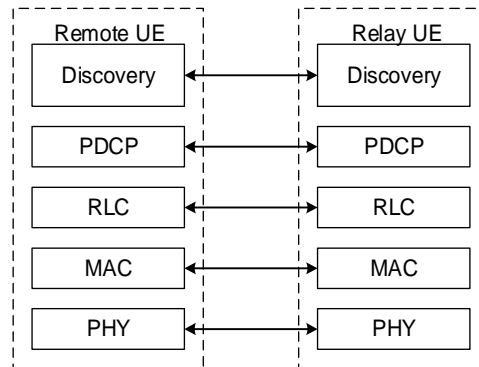 Remote UE Relay UE
Discovery Discovery
PDCP PDCP
RLC RLC
MAC MAC
PHY PHY